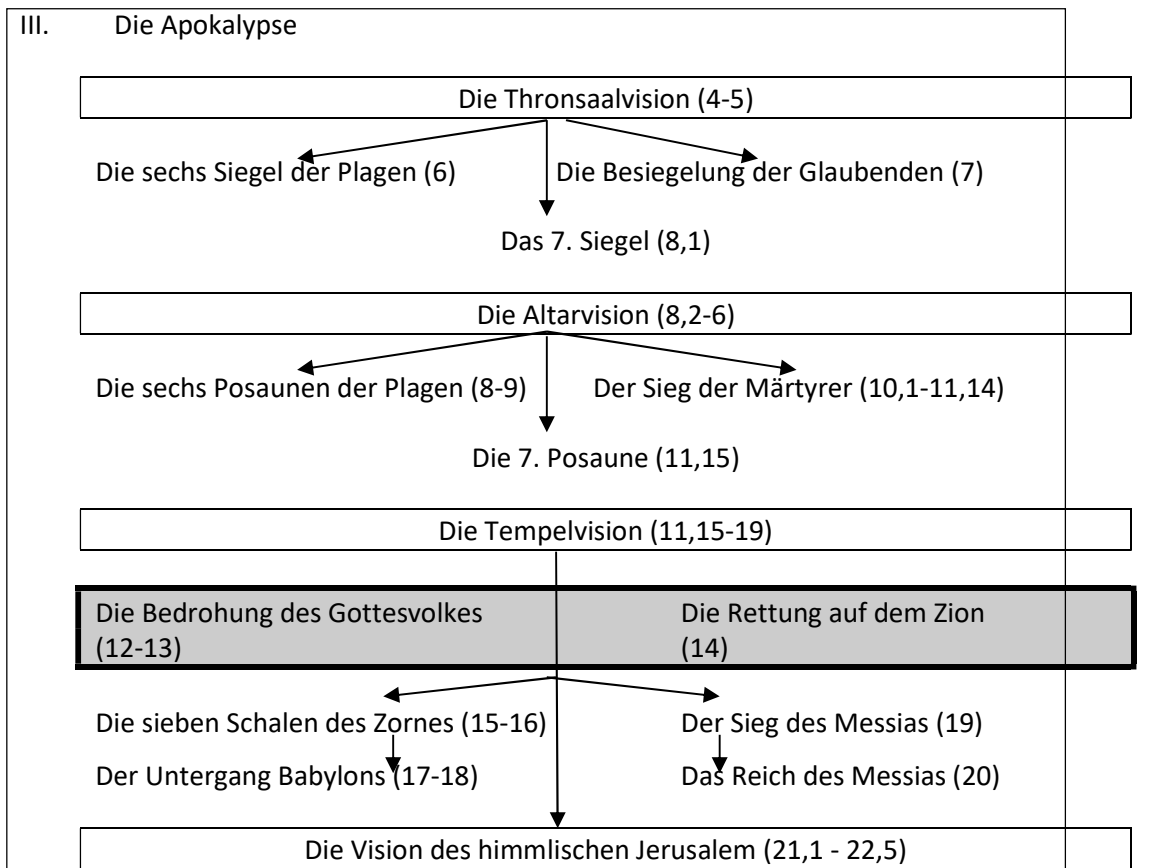 III. Die Apokalypse
Die Thronsaalvision (4-5)
Die sechs Siegel der Plagen (6) Die Besiegelung der Glaubenden (7)
Das 7. Siegel (8,1)
Die Altarvision (8,2-6)
Die sechs Posaunen der Plagen (8-9) Der Sieg der Märtyrer (10,1-11,14)
Die 7. Posaune (11,15)
Die Tempelvision (11,15-19)
Die Bedrohung des Gottesvolkes
(12-13)
Die Rettung auf dem Zion
(14)
Die sieben Schalen des Zornes (15-16) Der Sieg des Messias (19)
Der Untergang Babylons (17-18) Das Reich des Messias (20)
Die Vision des himmlischen Jerusalem (21,1 - 22,5)